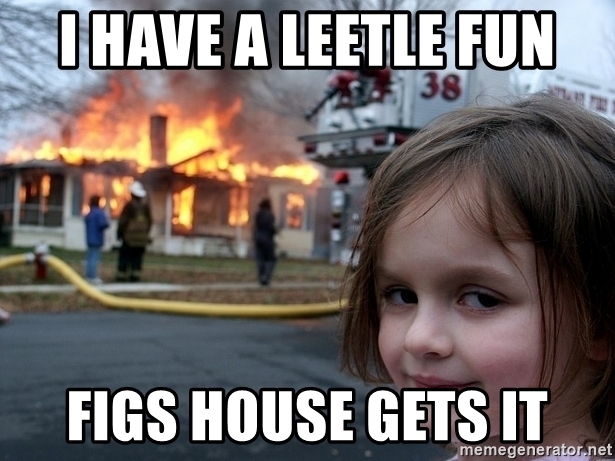 I HAVE A LEETLE FUN
38
FIGS HOUSE GETS IT
memegenerator.net